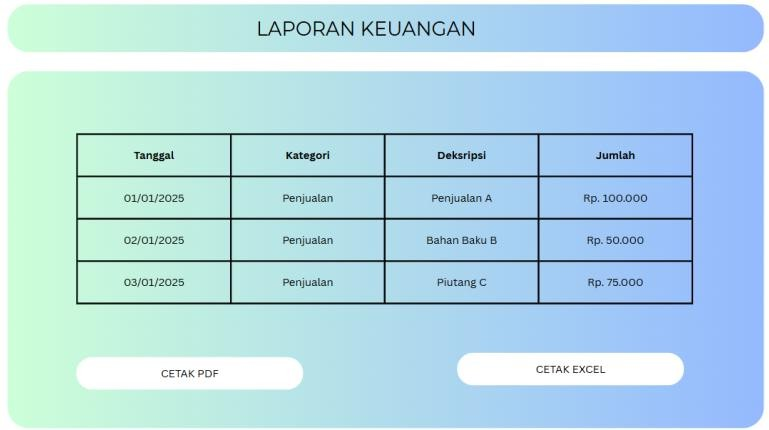 LAPORAN KEUANGAN
Tanggal Kategori Deksripsi Jumlah
01/01/2025 Penjualan Penjualan A Rp. 100.000
02/01/2025 Penjualan Bahan Baku B Rp. 50.000
03/01/2025 Penjualan Piutang C Rp. 75.000
CETAK PDF CETAK EXCEL